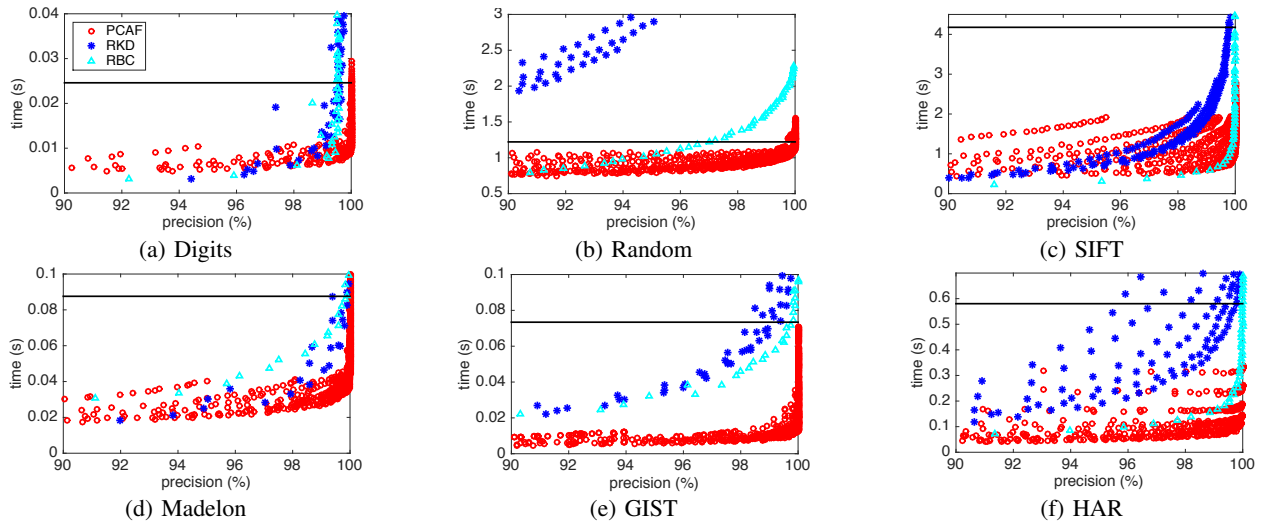 0.04
0.03
0.02
0.01
0
time (s)
PCAF
RKD
RBC
90 92 94 96 98 100
precision (%)
(a) Digits
3
2.5
2
1.5
1
0.5
time (s)
90 92 94 96 98 100
precision (%)
(b) Random
4
3
2
1
0
time (s)
90 92 94 96 98 100
precision (%)
(c) SIFT
0.1
0.08
0.06
0.04
0.02
0
time (s)
90 92 94 96 98 100
precision (%)
(d) Madelon
0.1
0.08
0.06
0.04
0.02
0
time (s)
90 92 94 96 98 100
precision (%)
(e) GIST
0.6
0.5
0.4
0.3
0.2
0.1
0
time (s)
90 92 94 96 98 100
precision (%)
(f) HAR